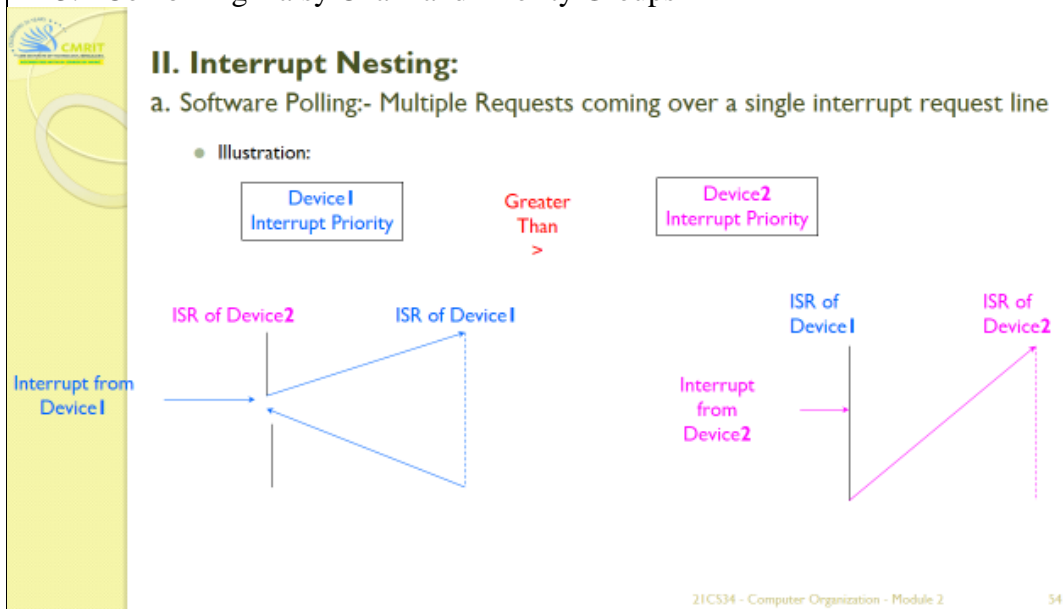 CMRIT
II. Interrupt Nesting:
a. Software Polling:- Multiple Requests coming over a single interrupt request line
Illustration:
Device1
Interrupt Priority
Greater
Than
>
Device2
Interrupt Priority
ISR of Device2
ISR of Device1
Interrupt from
Device1
ISR of
Device1
ISR of
Device2
Interrupt
from
Device2
21CS34 - Computer Organization - Module 2
54